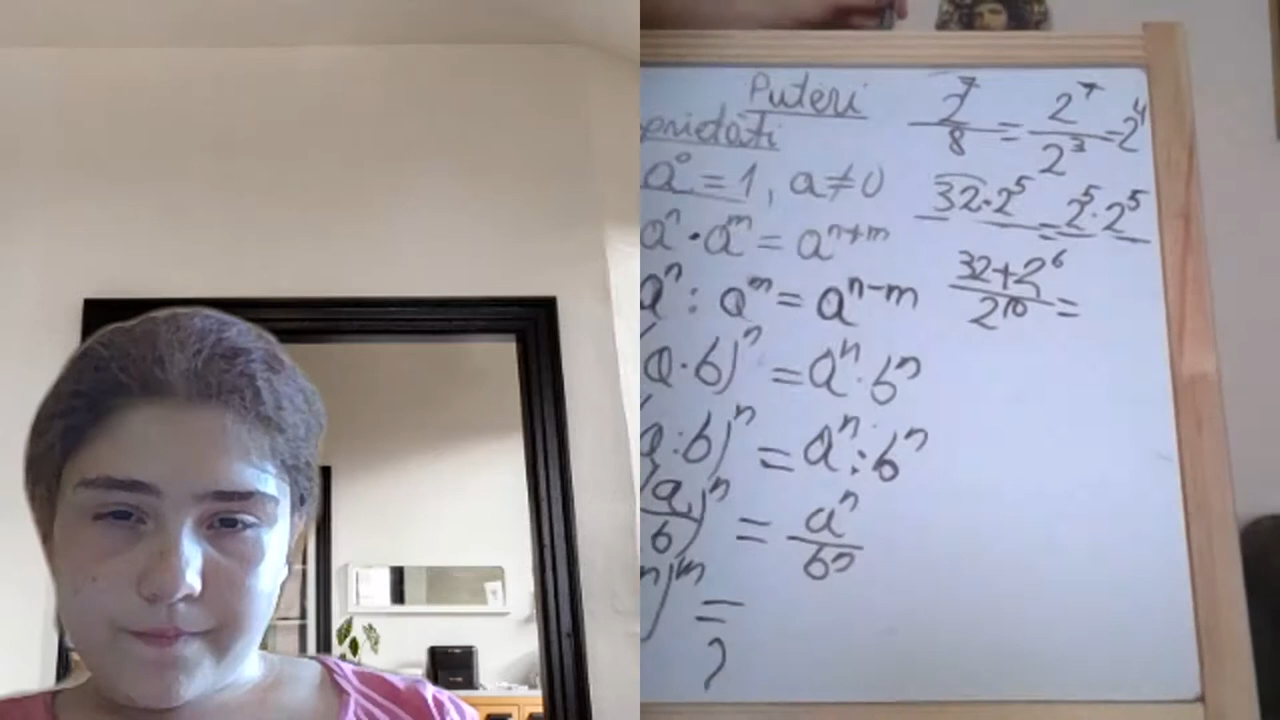 Puteri
prietăti
a⁰ = 1, a ≠ 0
aⁿ · aᵐ = aⁿ⁺ᵐ
aⁿ : aᵐ = aⁿ⁻ᵐ
(a · b)ⁿ = aⁿ · bⁿ
a : b)ⁿ = aⁿ : bⁿ
(a/b)ⁿ = aⁿ/bⁿ
ⁿ)ᵐ =
?
2⁷/8 = 2⁷/2³ = 2⁴
32 · 2⁵ = 2⁵ · 2⁵
(32 + 2⁶)/2¹⁰ =